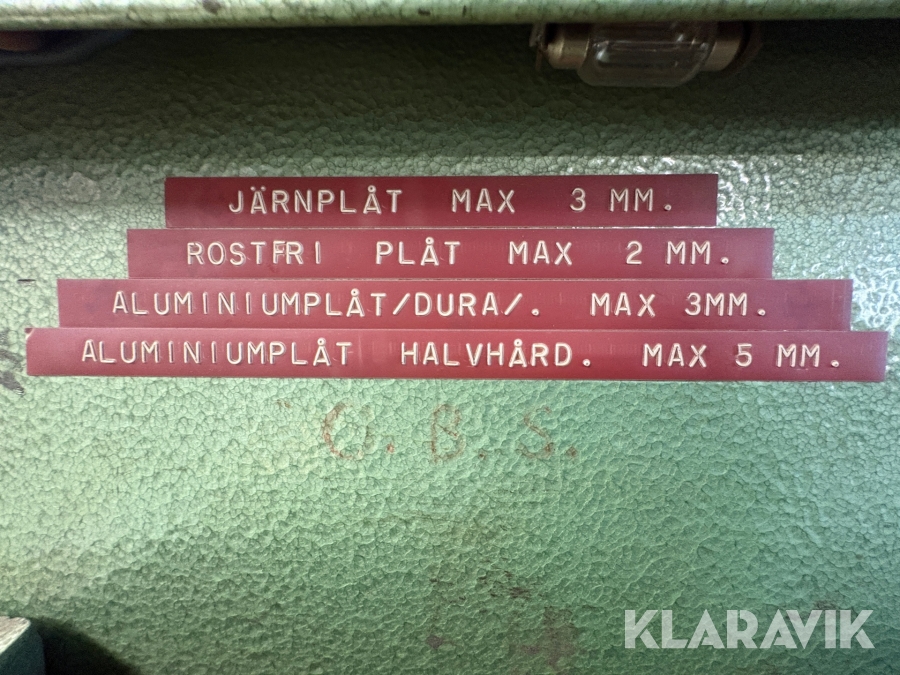 JÄRNPLÅT MAX 3 MM.
ROSTFRI PLÅT MAX 2 MM.
ALUMINIUMPLÅT/DURA/. MAX 3MM.
ALUMINIUMPLÅT HALVHÅRD. MAX 5 MM.
O.B.S.
KLARAVIK